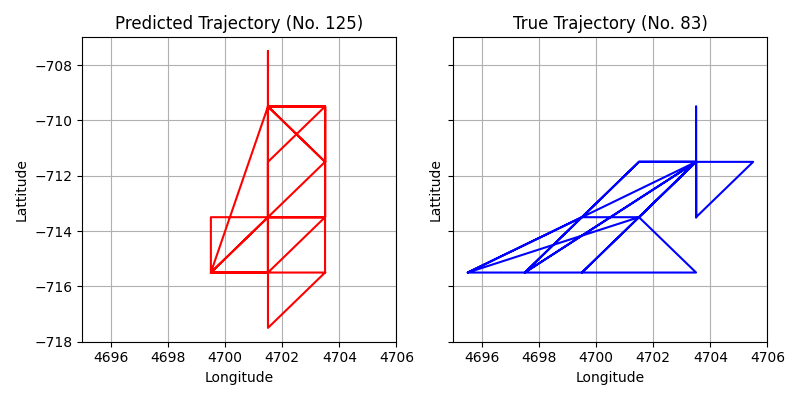 Predicted Trajectory (No. 125)
True Trajectory (No. 83)
Lattitude
−708
−710
−712
−714
−716
−718
4696 4698 4700 4702 4704 4706
Longitude
Lattitude
4696 4698 4700 4702 4704 4706
Longitude